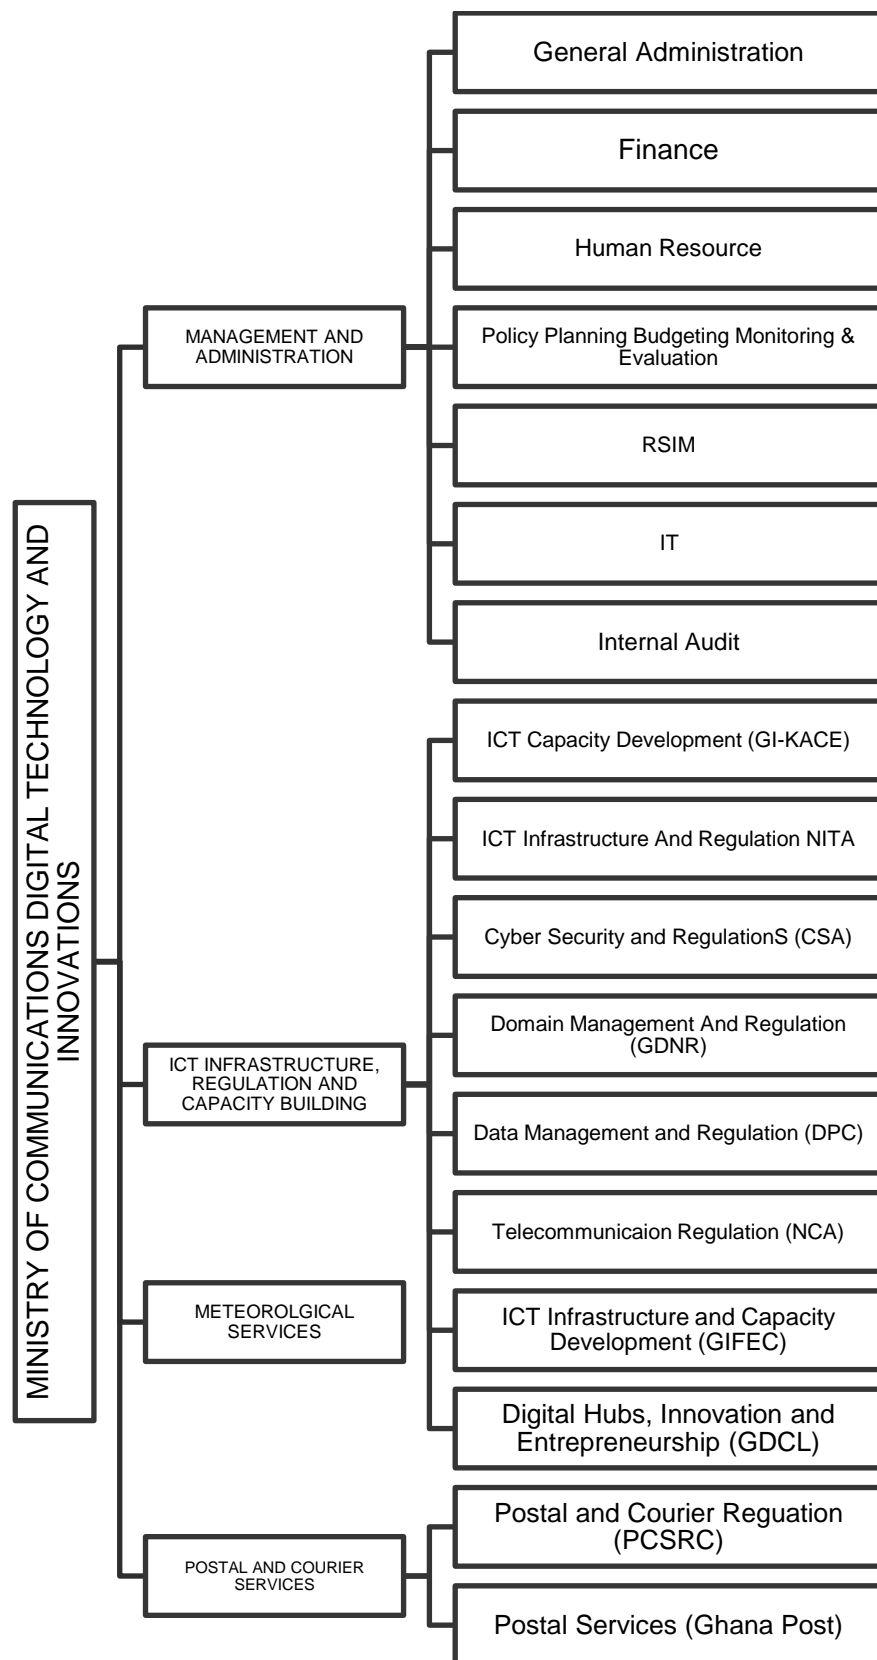 MINISTRY OF COMMUNICATIONS DIGITAL TECHNOLOGY AND
INNOVATIONS
MANAGEMENT AND
ADMINISTRATION
General Administration
Finance
Human Resource
Policy Planning Budgeting Monitoring &
Evaluation
RSIM
IT
Internal Audit
ICT INFRASTRUCTURE,
REGULATION AND
CAPACITY BUILDING
ICT Capacity Development (GI-KACE)
ICT Infrastructure And Regulation NITA
Cyber Security and RegulationS (CSA)
Domain Management And Regulation
(GDNR)
Data Management and Regulation (DPC)
Telecommunicaion Regulation (NCA)
ICT Infrastructure and Capacity
Development (GIFEC)
Digital Hubs, Innovation and
Entrepreneurship (GDCL)
METEOROLGICAL
SERVICES
POSTAL AND COURIER
SERVICES
Postal and Courier Reguation
(PCSRC)
Postal Services (Ghana Post)